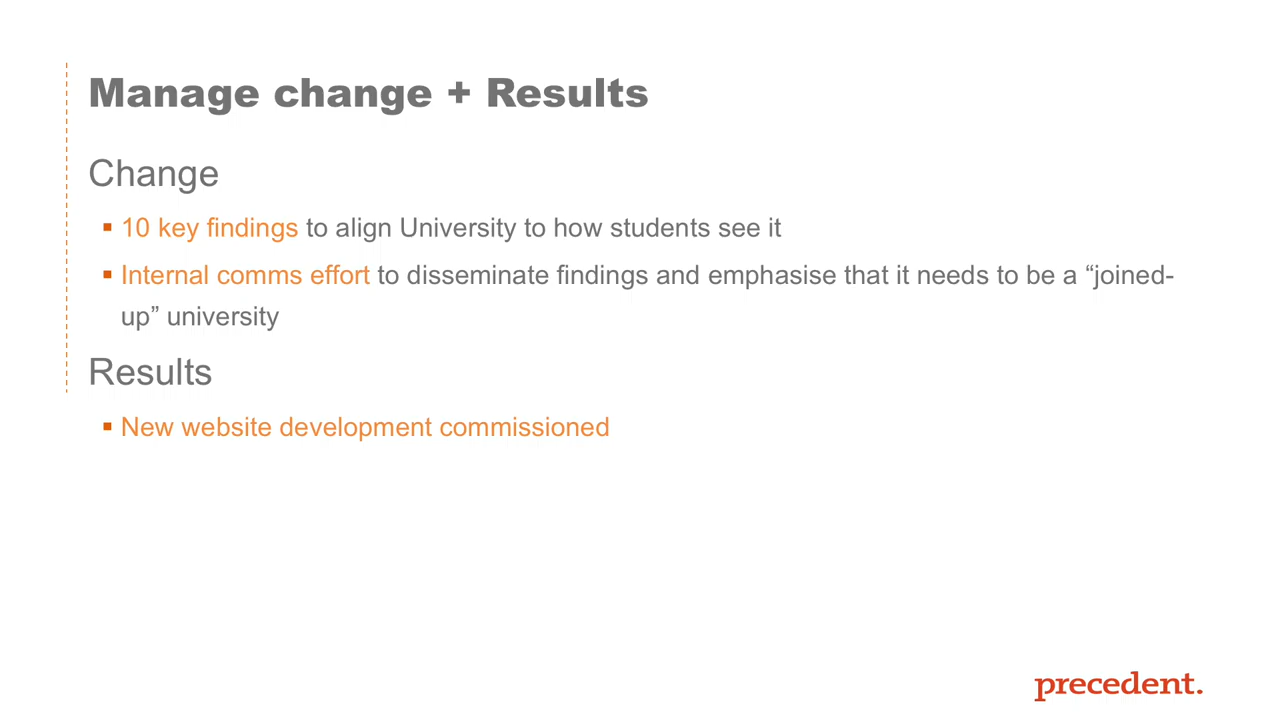 Manage change + Results
Change
▪ 10 key findings to align University to how students see it
▪ Internal comms effort to disseminate findings and emphasise that it needs to be a “joined-
up” university
Results
▪ New website development commissioned
precedent.